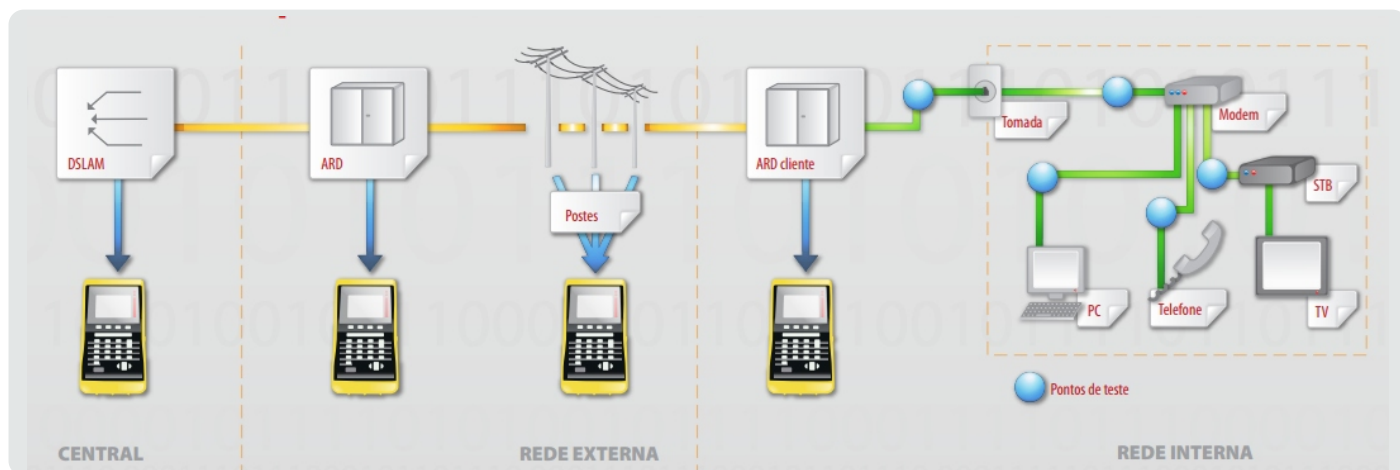 DSLAM
ARD
Postes
ARD cliente
Tomada
Modem
STB
PC
Telefone
TV
Pontos de teste
CENTRAL
REDE EXTERNA
REDE INTERNA